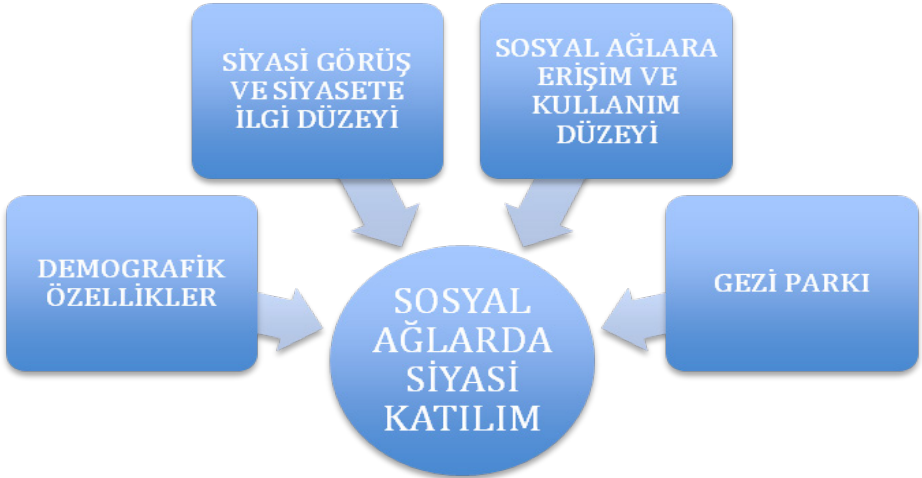 SİYASİ GÖRÜŞ
VE SİYASETE
İLGİ DÜZEYİ
SOSYAL AĞLARA
ERİŞİM VE
KULLANIM
DÜZEYİ
DEMOGRAFİK
ÖZELLİKLER
GEZİ PARKI
SOSYAL
AĞLARDA
SİYASİ
KATILIM